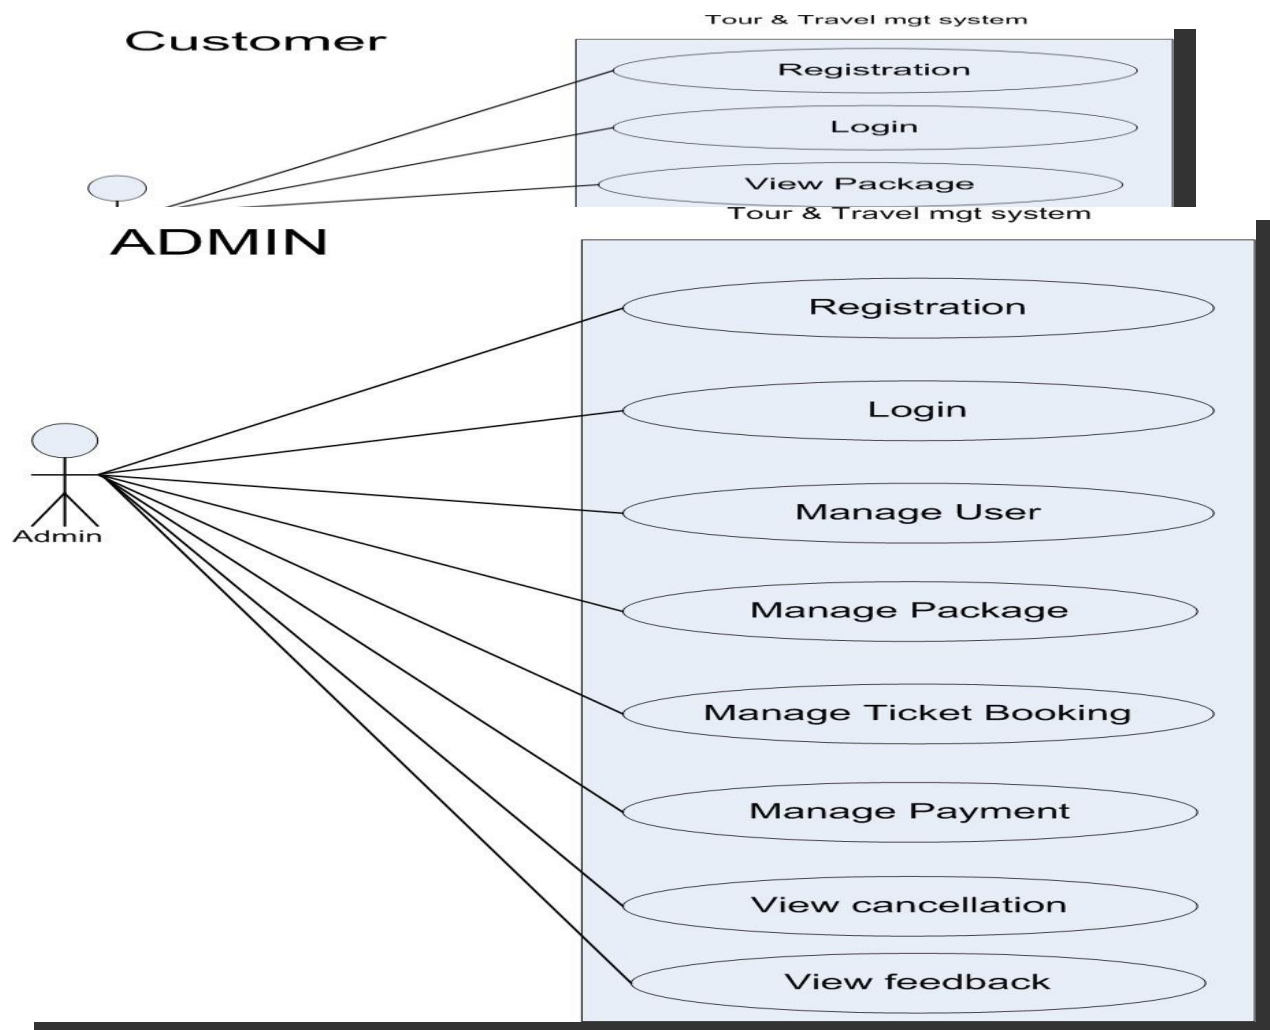 Tour & Travel mgt system
Customer
Registration
Login
View Package
Tour & Travel mgt system
ADMIN
Registration
Login
Manage User
Admin
Manage Package
Manage Ticket Booking
Manage Payment
View cancellation
View feedback